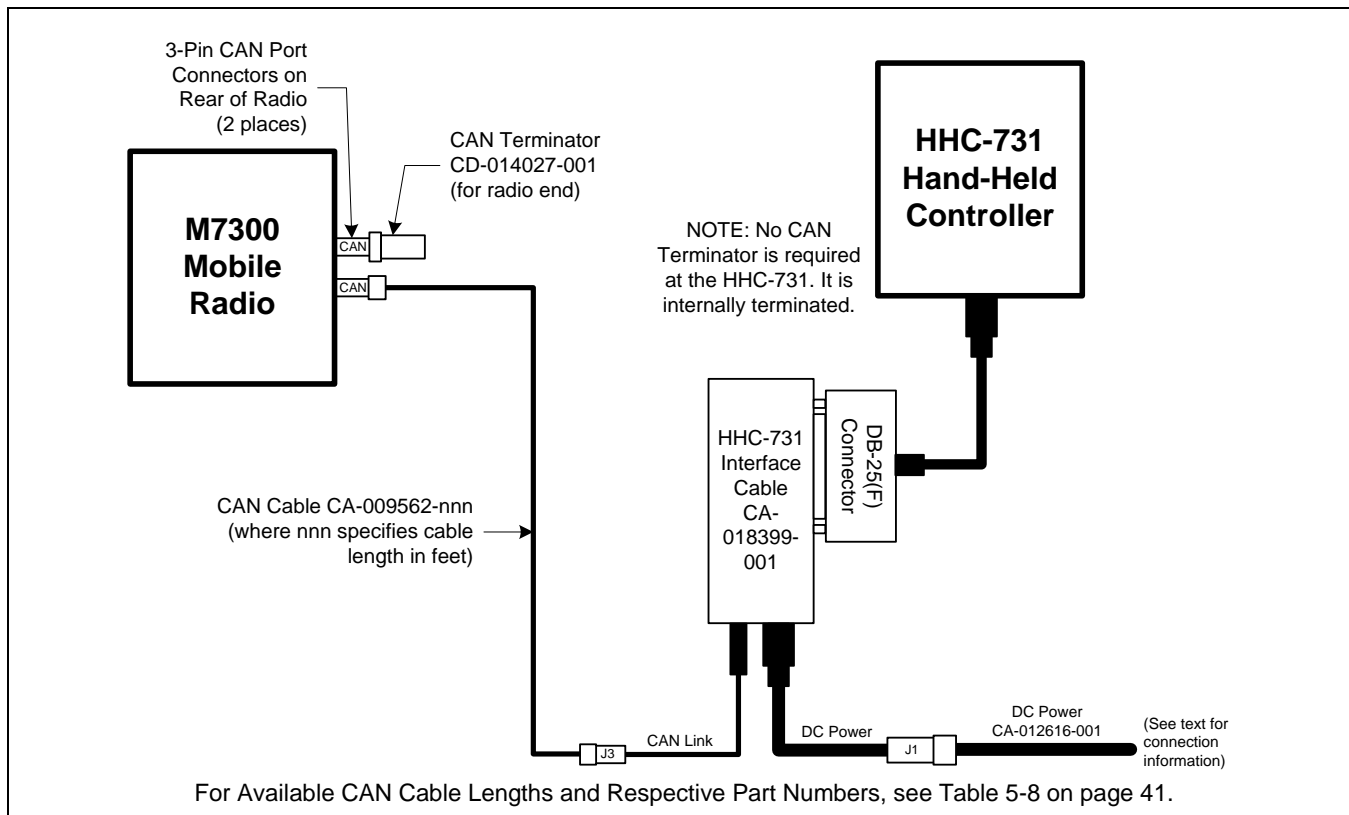 3-Pin CAN Port
Connectors on
Rear of Radio
(2 places)
CAN Terminator
CD-014027-001
(for radio end)
M7300
Mobile
Radio
CAN
CAN
HHC-731
Hand-Held
Controller
NOTE: No CAN
Terminator is required
at the HHC-731. It is
internally terminated.
HHC-731
Interface
Cable
CA-
018399-
001
DB-25(F)
Connector
CAN Cable CA-009562-nnn
(where nnn specifies cable
length in feet)
J3
CAN Link
DC Power
J1
DC Power
CA-012616-001
(See text for
connection
information)
For Available CAN Cable Lengths and Respective Part Numbers, see Table 5-8 on page 41.